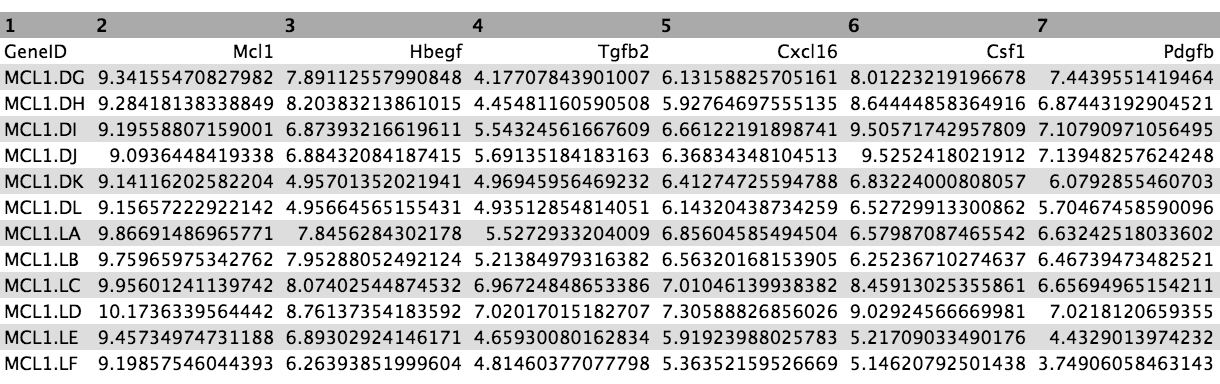 1 2 3 4 5 6 7
GeneID Mcl1 Hbegf Tgfb2 Cxcl16 Csf1 Pdgfb
MCL1.DG 9.34155470827982 7.89112557990848 4.17707843901007 6.13158825705161 8.01223219196678 7.4439551419464
MCL1.DH 9.28418138338849 8.20383213861015 4.45481160590508 5.92764697555135 8.64444858364916 6.87443192904521
MCL1.DI 9.19558807159001 6.87393216619611 5.54324561667609 6.66122191898741 9.50571742957809 7.10790971056495
MCL1.DJ 9.0936448419338 6.88432084187415 5.69135184183163 6.36834348104513 9.5252418021912 7.13948257624248
MCL1.DK 9.14116202582204 4.95701352021941 4.96945956469232 6.41274725594788 6.83224000808057 6.0792855460703
MCL1.DL 9.15657222922142 4.95664565155431 4.93512854814051 6.14320438734259 6.52729913300862 5.70467458590096
MCL1.LA 9.86691486965771 7.8456284302178 5.5272933204009 6.85604585494504 6.57987087465542 6.63242518033602
MCL1.LB 9.75965975342762 7.95288052492124 5.21384979316382 6.56320168153905 6.25236710274637 6.46739473482521
MCL1.LC 9.95601241139742 8.07402544874532 6.96724848653386 7.01046139938382 8.45913025355861 6.65694965154211
MCL1.LD 10.1736339564442 8.76137354183592 7.02017015182707 7.30588826856026 9.02924566669981 7.0218120659355
MCL1.LE 9.45734974731188 6.89302924146171 4.65930080162834 5.91923988025783 5.21709033490176 4.4329013974232
MCL1.LF 9.19857546044393 6.26393851999604 4.81460377077798 5.36352159526669 5.14620792501438 3.74906058463143